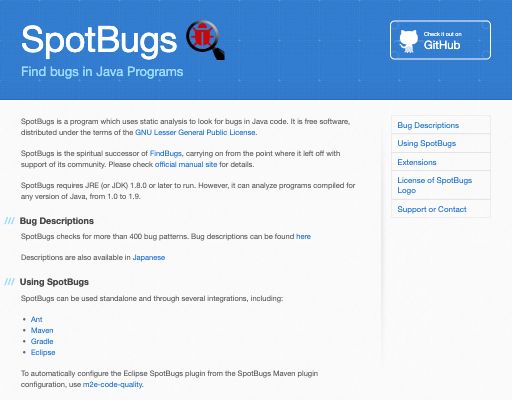 SpotBugs
Find bugs in Java Programs
Check it out on
GitHub
SpotBugs is a program which uses static analysis to look for bugs in Java code. It is free software,
distributed under the terms of the GNU Lesser General Public License.
SpotBugs is the spiritual successor of FindBugs, carrying on from the point where it left off with
support of its community. Please check official manual site for details.
SpotBugs requires JRE (or JDK) 1.8.0 or later to run. However, it can analyze programs compiled for
any version of Java, from 1.0 to 1.9.
/// Bug Descriptions
SpotBugs checks for more than 400 bug patterns. Bug descriptions can be found here
Descriptions are also available in Japanese
/// Using SpotBugs
SpotBugs can be used standalone and through several integrations, including:
• Ant
• Maven
• Gradle
• Eclipse
To automatically configure the Eclipse SpotBugs plugin from the SpotBugs Maven plugin
configuration, use m2e-code-quality.
Bug Descriptions
Using SpotBugs
Extensions
License of SpotBugs
Logo
Support or Contact